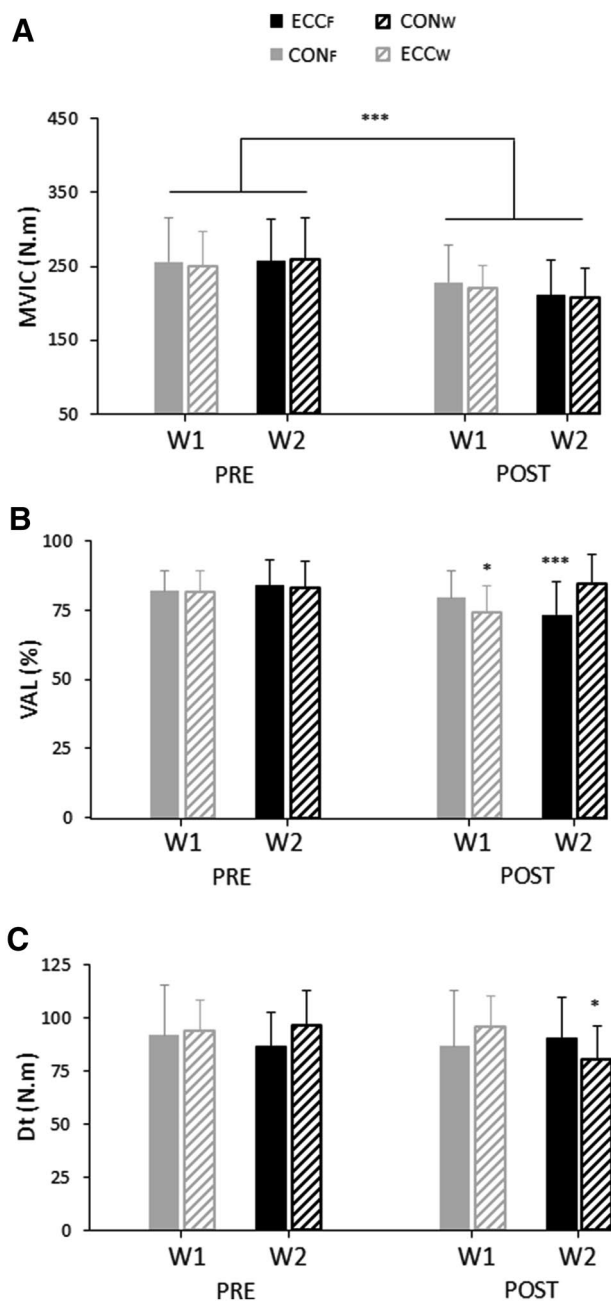 A
ECCF CONW
CONF ECCW
450
***
350
MVIC (N.m)
250
150
50
W1 W2 W1 W2
PRE POST
B
100
***
*
75
VAL (%)
50
25
0
W1 W2 W1 W2
PRE POST
C
125
*
100
75
Dt (N.m)
50
25
0
W1 W2 W1 W2
PRE POST